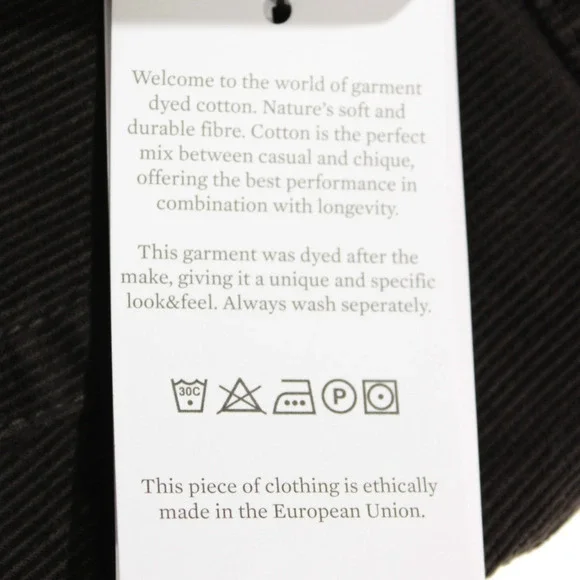 Welcome to the world of garment
dyed cotton. Nature's soft and
durable fibre. Cotton is the perfect
mix between casual and chique,
offering the best performance in
combination with longevity.
This garment was dyed after the
make, giving it a unique and specific
look&feel. Always wash seperately.
30C P
This piece of clothing is ethically
made in the European Union.